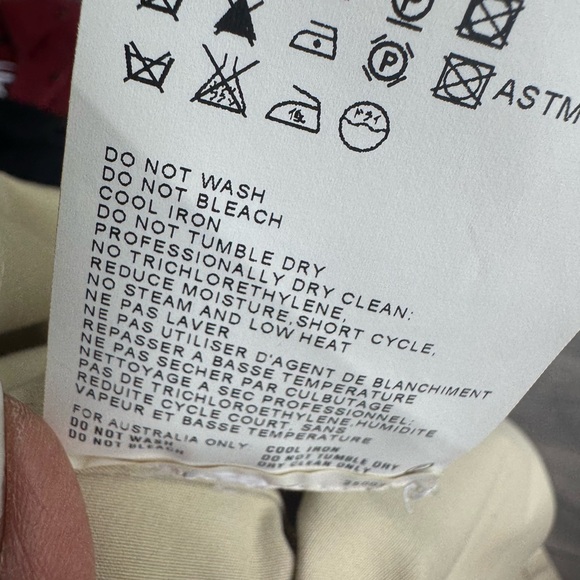 P
P
ASTM
DO NOT WASH
DO NOT BLEACH
COOL IRON
DO NOT TUMBLE DRY
PROFESSIONALLY DRY CLEAN:
NO TRICHLORETHYLENE,
REDUCE MOISTURE,SHORT CYCLE,
NO STEAM AND LOW HEAT
NE PAS LAVER
NE PAS UTILISER D'AGENT DE BLANCHIMENT
REPASSER A BASSE TEMPERATURE
NE PAS SECHER PAR CULBUTAGE
NETTOYAGE A SEC PROFESSIONNEL:
PAS DE TRICHLOROETHYLENE,HUMIDITE
REDUITE CYCLE COURT, SANS
VAPEUR ET BASSE TEMPERATURE
FOR AUSTRALIA ONLY
DO NOT WASH COOL IRON
DO NOT BLEACH DO NOT TUMBLE DRY
DRY CLEAN ONLY